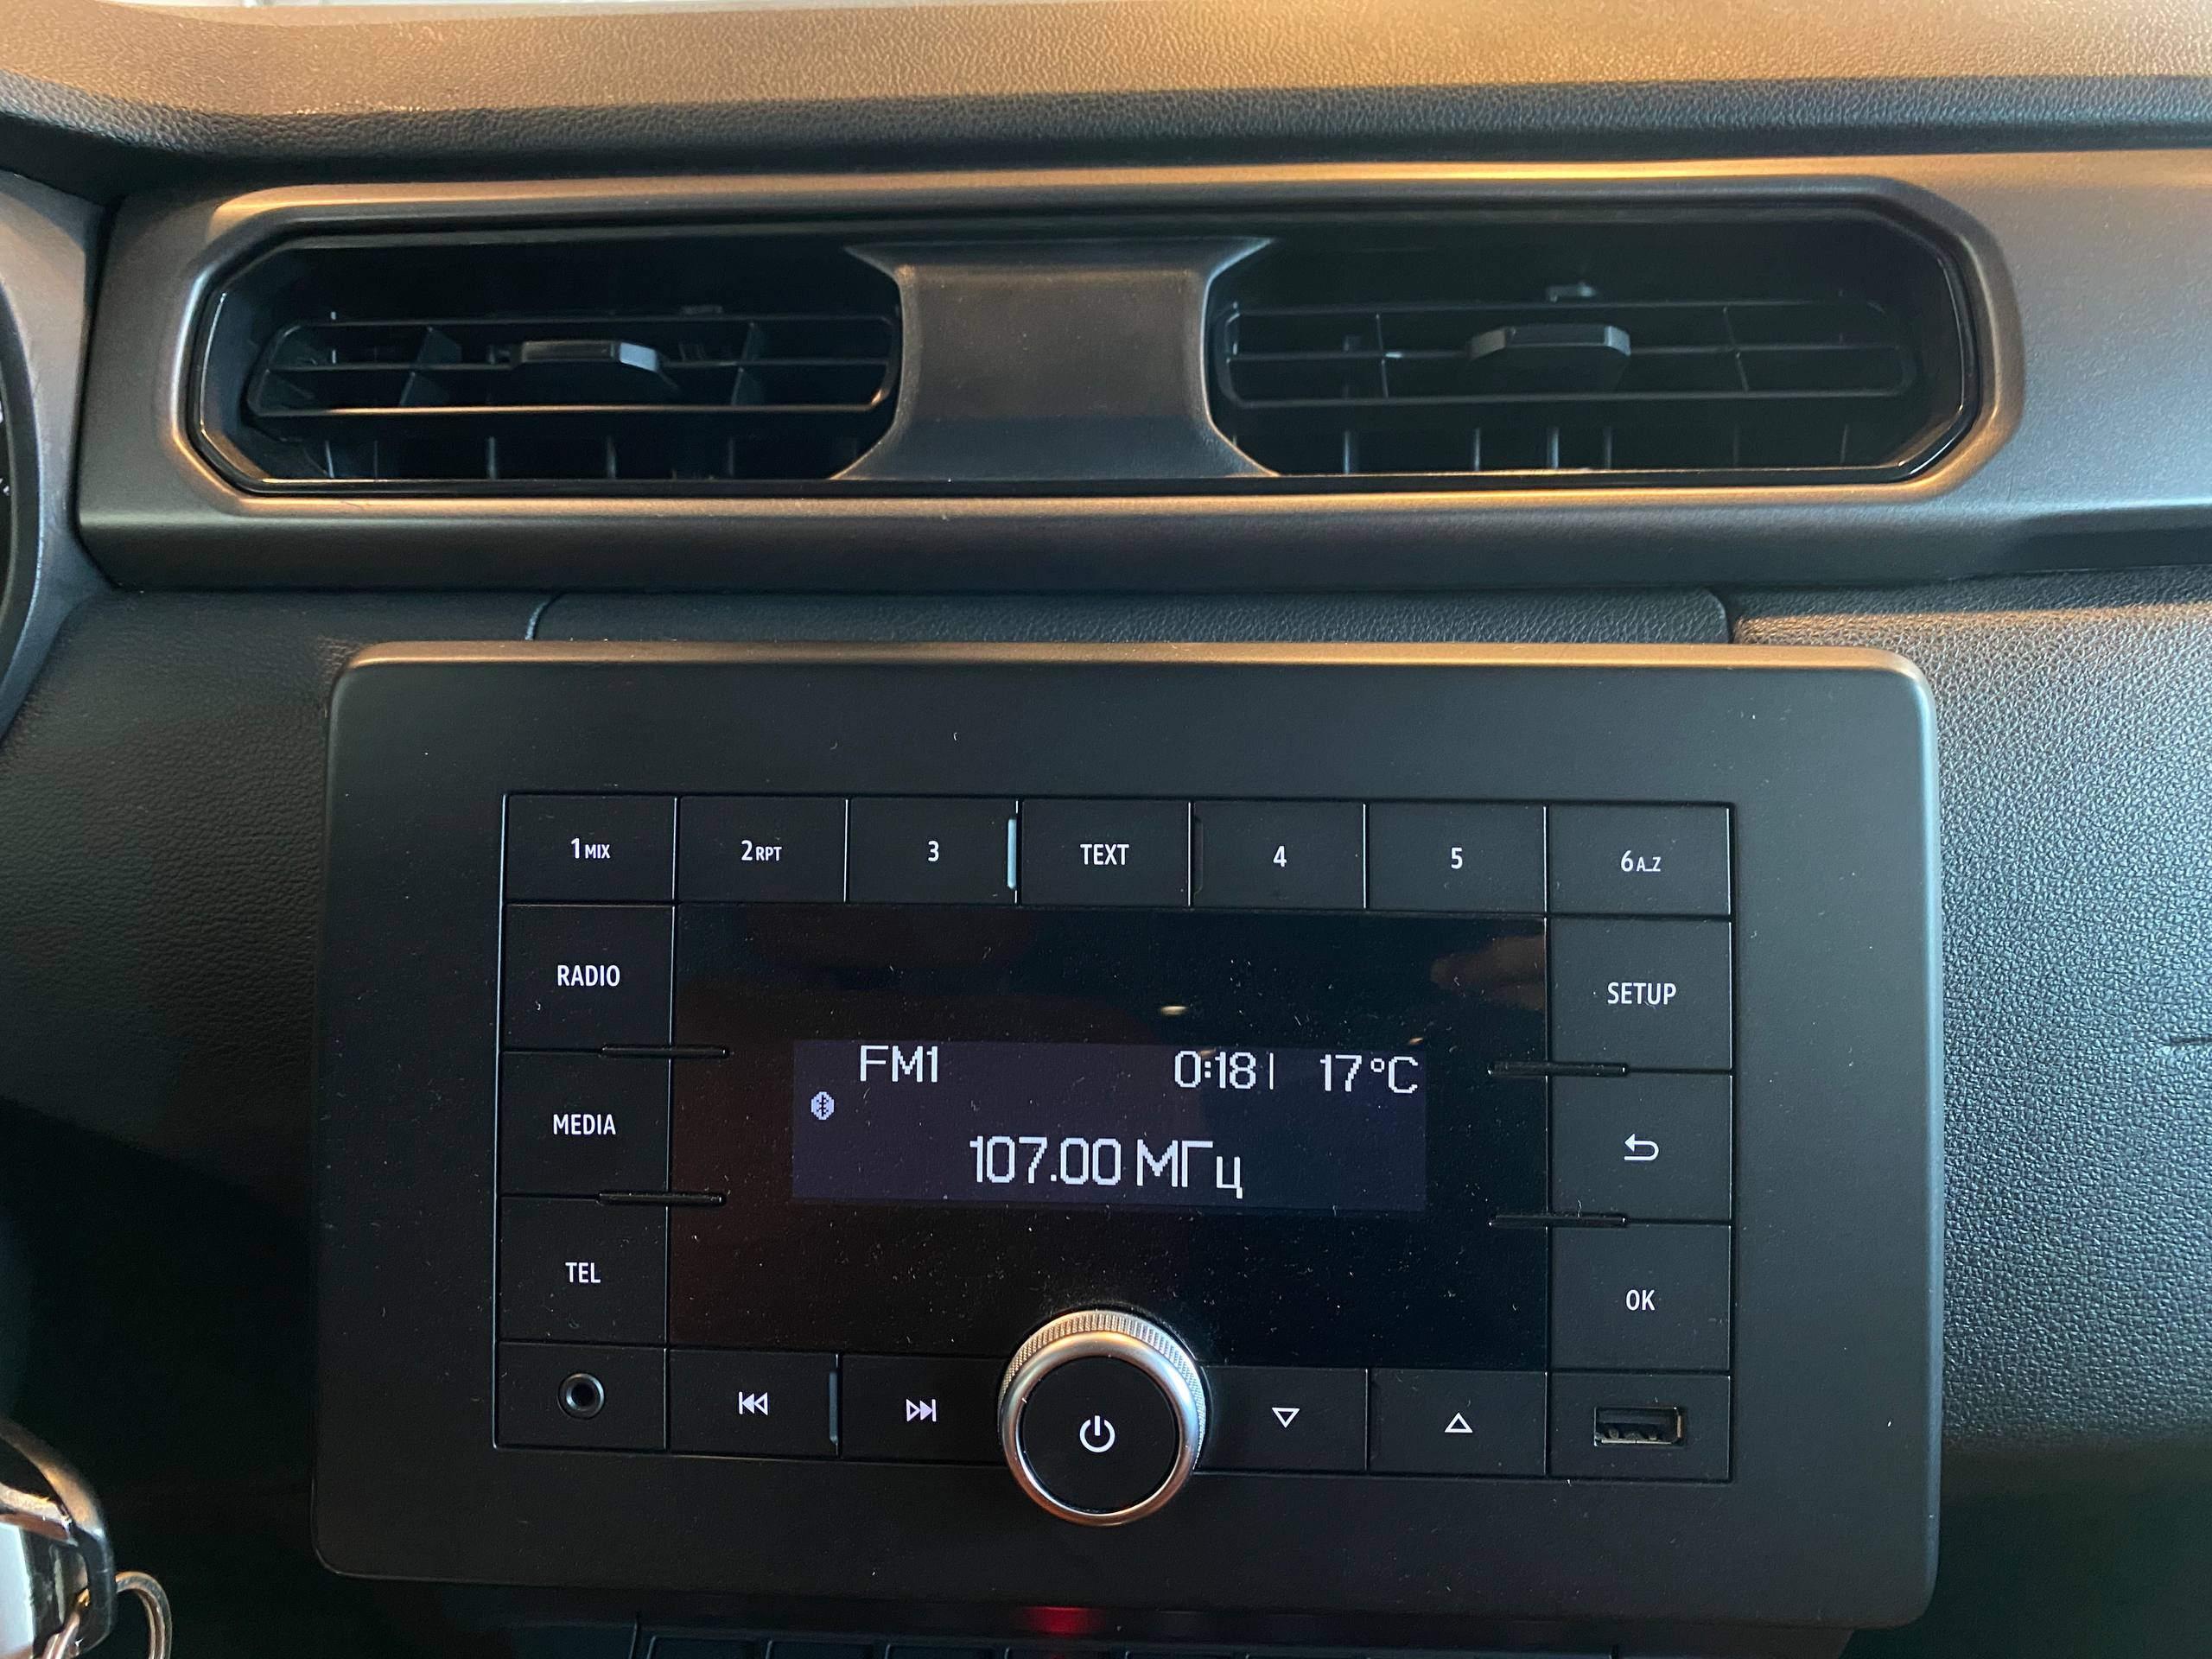 1 MIX 2 RPT 3 TEXT 4 5 6 A_Z
RADIO
SETUP
FM1 0:18 | 17°C
MEDIA
107.00 МГц
TEL
OK